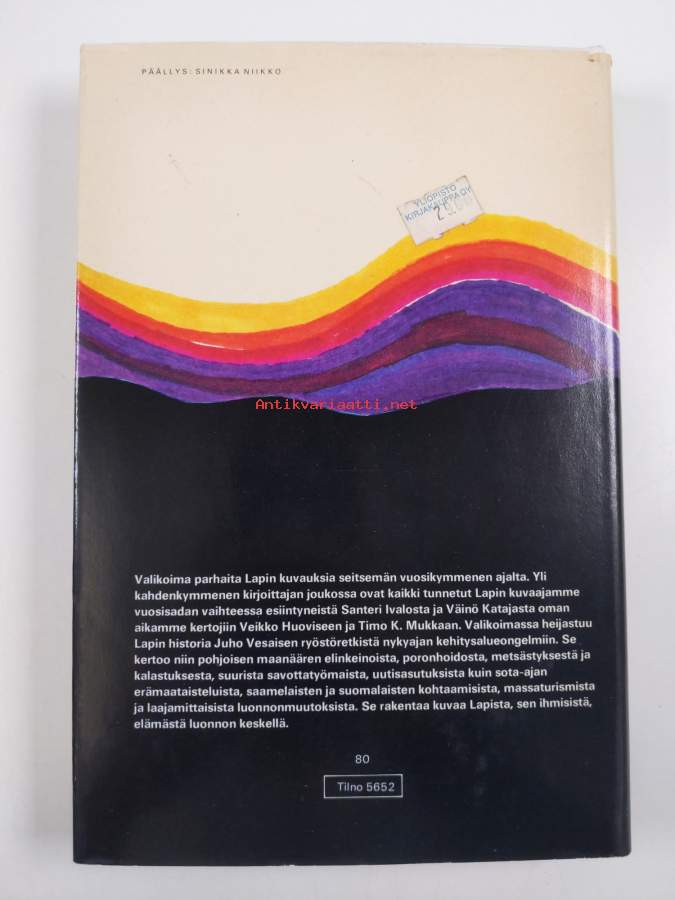 PÄÄLLYS: SINIKKA NIIKKO
YLIOPISTO
KIRJAKAUPPA OY
Antikvariaatti.net
Valikoima parhaita Lapin kuvauksia seitsemän vuosikymmenen ajalta. Yli
kahdenkymmenen kirjoittajan joukossa ovat kaikki tunnetut Lapin kuvaajamme
vuosisadan vaihteessa esiintyneistä Santeri Ivalosta ja Väinö Katajasta oman
aikamme kertojiin Veikko Huoviseen ja Timo K. Mukkaan. Valikoimassa heijastuu
Lapin historia Juho Vesaisen ryöstöretkistä nykyajan kehitysalueongelmiin. Se
kertoo niin pohjoisen maanäären elinkeinoista, poronhoidosta, metsästyksestä ja
kalastuksesta, suurista savottatyömaista, uutisasutuksista kuin sota-ajan
erämaataisteluista, saamelaisten ja suomalaisten kohtaamisista, massaturismista
ja laajamittaisista luonnonmuutoksista. Se rakentaa kuvaa Lapista, sen ihmisistä,
elämästä luonnon keskellä.
80
Tilno 5652